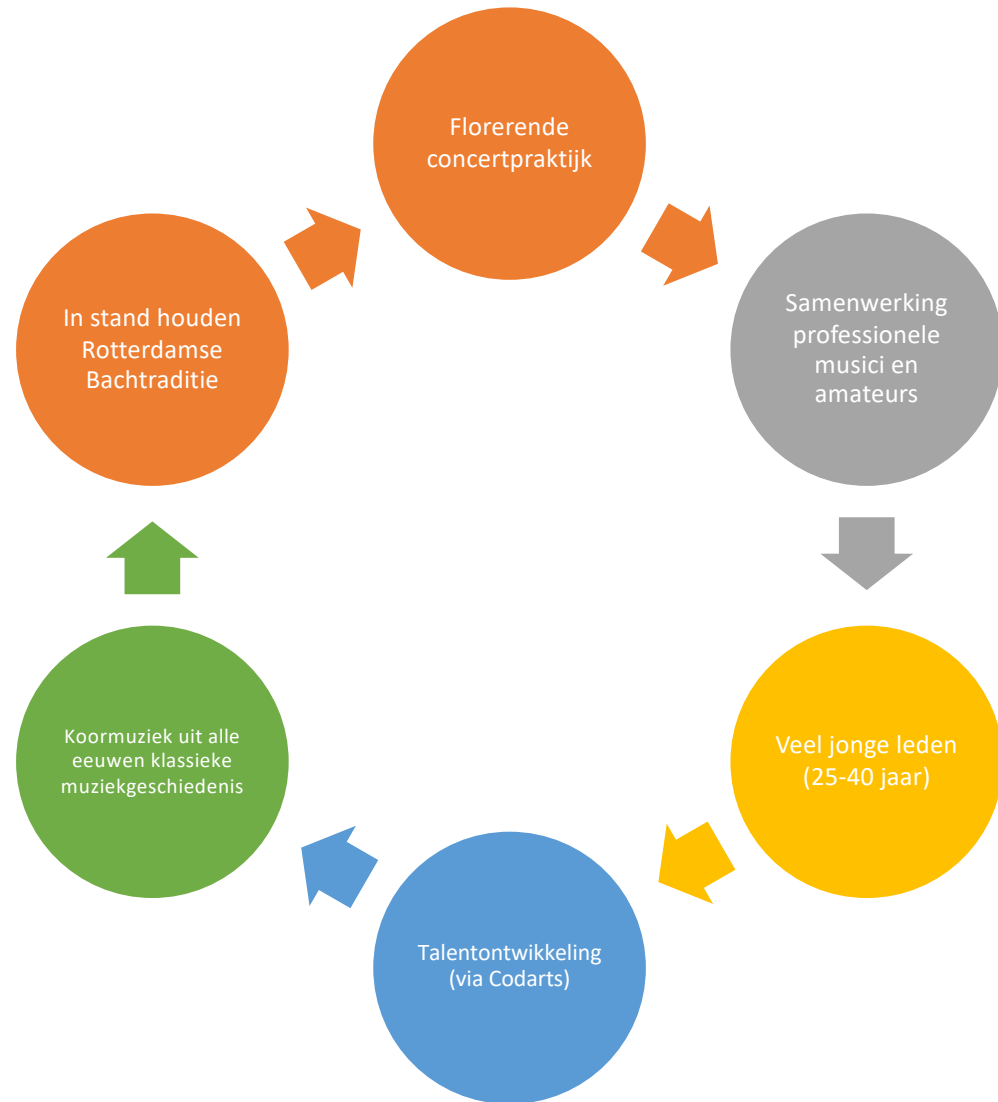 Florerende
concertpraktijk
Samenwerking
professionele
musici en
amateurs
Veel jonge leden
(25-40 jaar)
Talentontwikkeling
(via Codarts)
Koormuziek uit alle
eeuwen klassieke
muziekgeschiedenis
In stand houden
Rotterdamse
Bachtraditie